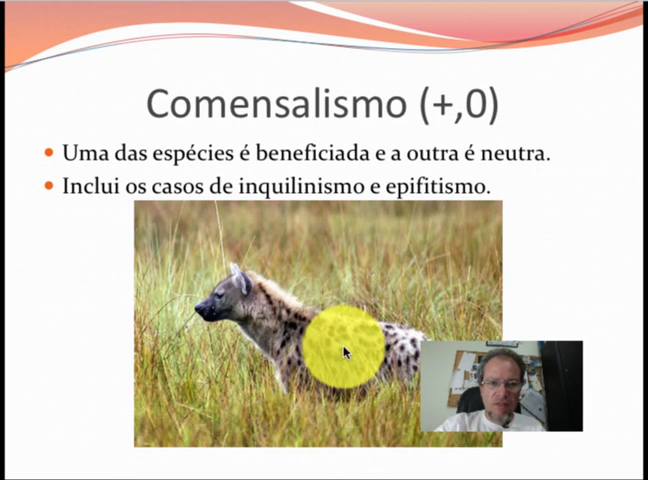 Comensalismo (+,0)
Uma das espécies é beneficiada e a outra é neutra.
Inclui os casos de inquilinismo e epifitismo.